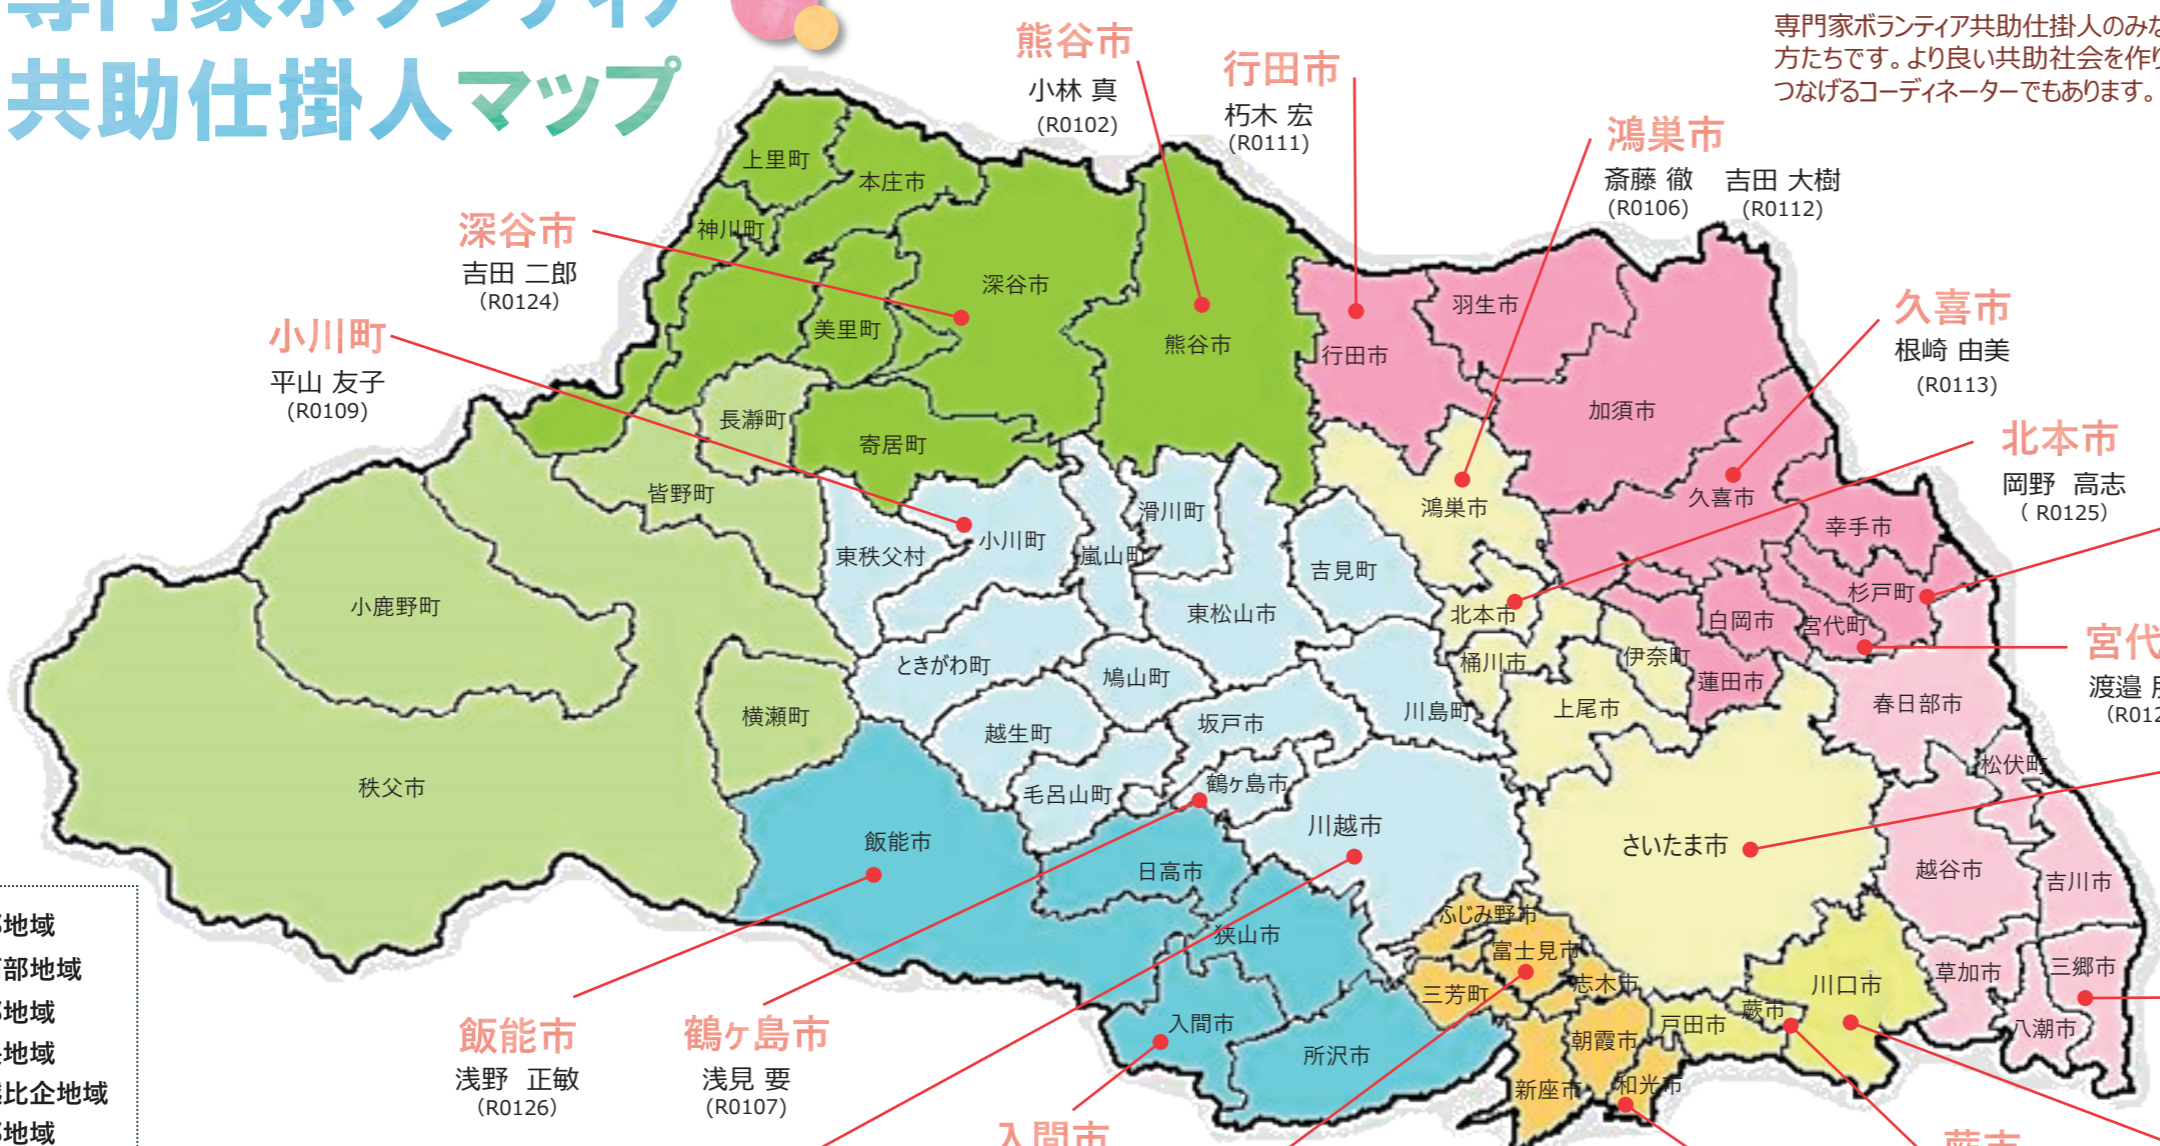 専門家ボランティア
共助仕掛人マップ
専門家ボランティア共助仕掛人のみな
方たちです。より良い共助社会を作り
つなげるコーディネーターでもあります。
熊谷市
小林 真
(R0102)
行田市
朽木 宏
(R0111)
鴻巣市
斎藤 徹 吉田 大樹
(R0106) (R0112)
深谷市
吉田 二郎
(R0124)
小川町
平山 友子
(R0109)
久喜市
根崎 由美
(R0113)
北本市
岡野 高志
( R0125)
宮代
渡邉
(R012
飯能市
浅野 正敏
(R0126)
鶴ヶ島市
浅見 要
(R0107)
入間市
蕨市
上里町
本庄市
神川町
深谷市
美里町
熊谷市
羽生市
行田市
長瀞町
寄居町
加須市
皆野町
鴻巣市
久喜市
滑川町
幸手市
東秩父村
小川町
嵐山町
吉見町
小鹿野町
東松山市
北本市
白岡市
宮代町
杉戸町
ときがわ町
鳩山町
桶川市
伊奈町
蓮田市
横瀬町
越生町
坂戸市
川島町
上尾市
春日部市
秩父市
毛呂山町
鶴ヶ島市
松伏町
飯能市
日高市
川越市
さいたま市
越谷市
吉川市
狭山市
ふじみ野市
富士見市
三芳町
志木市
川口市
草加市
三郷市
入間市
所沢市
朝霞市
戸田市
蕨市
八潮市
新座市
和光市
地域
部地域
地域
地域
比企地域
地域